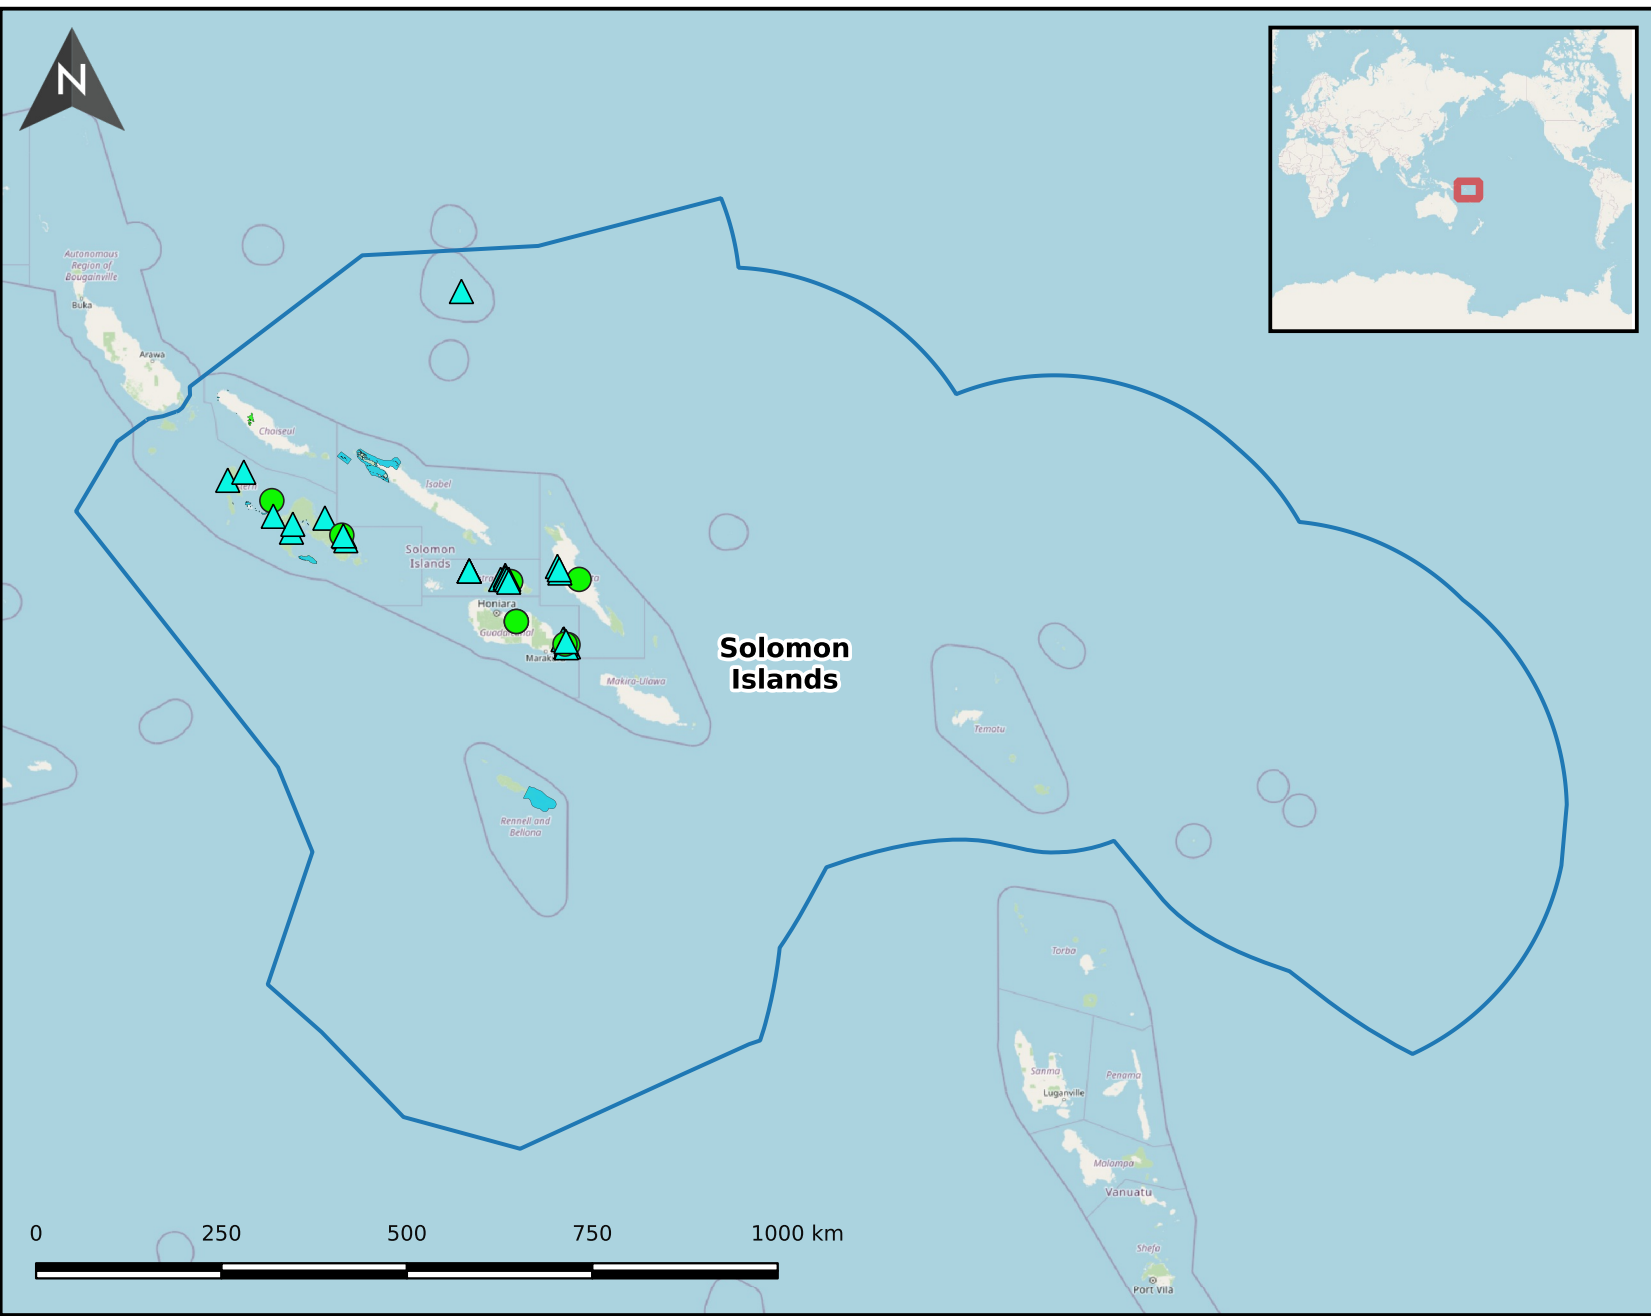 N
Autonomous
Region of
Bougainville
Buka
Arawa
Choiseul
Isabel
Solomon
Islands
Honiara
Solomon
Islands
Makira-Ulawa
Temotu
Rennell and
Bellona
Torba
Sanma
Penama
Luganville
Malampa
Vanuatu
Shefa
Port Vila
0 250 500 750 1000 km